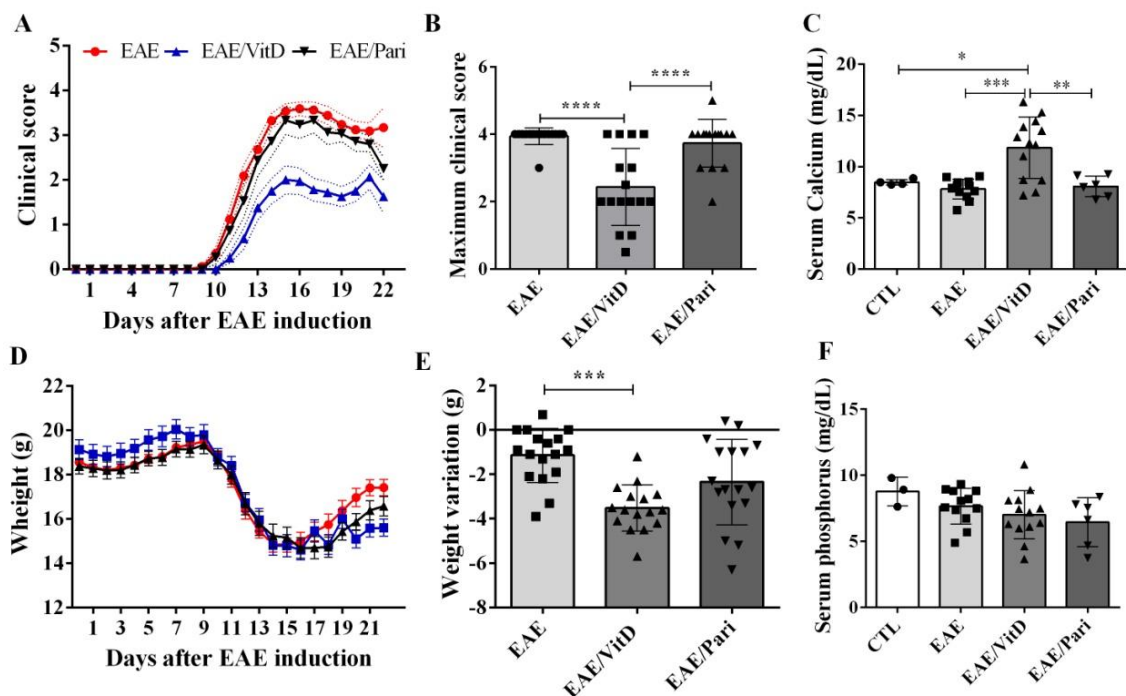 A
EAE
EAE/VitD
EAE/Pari
5
4
3
2
1
0
Clinical score
1 4 7 10 13 16 19 22
Days after EAE induction
B
****
****
6
4
2
0
Maximum clinical score
EAE
EAE/VitD
EAE/Pari
C
*
***
**
20
15
10
5
0
Serum Calcium (mg/dL)
CTL
EAE
EAE/VitD
EAE/Pari
D
22
20
18
16
14
12
Wheight (g)
1 3 5 7 9 11 13 15 17 19 21
Days after EAE induction
E
***
2
0
-2
-4
-6
-8
Weight variation (g)
EAE
EAE/VitD
EAE/Pari
F
15
10
5
0
Serum phosphorus (mg/dL)
CTL
EAE
EAE/VitD
EAE/Pari